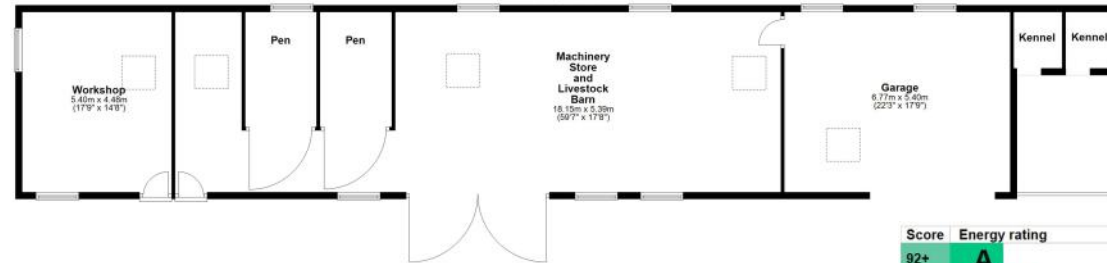 Pen
Pen
Kennel
Kennel
Workshop
5.40m x 4.48m
(17'9" x 14'8")
Machinery
Store
and
Livestock
Barn
18.15m x 5.39m
(59'7" x 17'8")
Garage
6.77m x 5.40m
(22'3" x 17'9")
Score Energy rating
92+ A